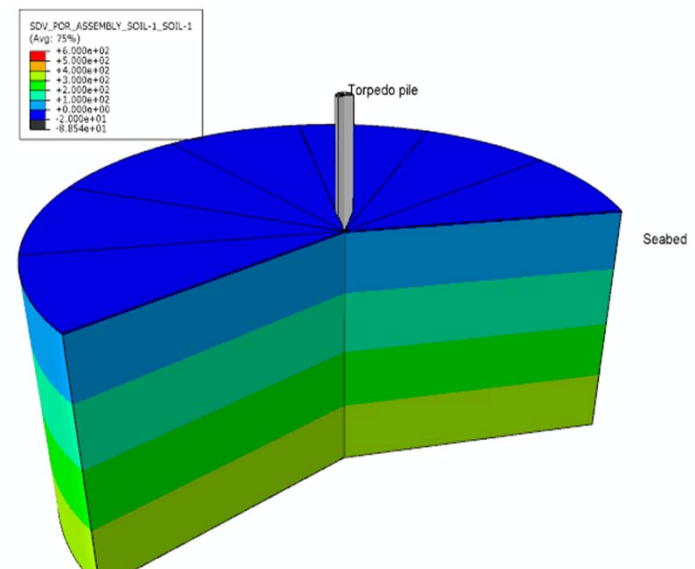 SDV_POR_ASSEMBLY_SOIL-1_SOIL-1
(Avg: 75%)
+6.000e+02
+5.000e+02
+4.000e+02
+3.000e+02
+2.000e+02
+1.000e+02
+0.000e+00
-2.000e+01
-8.854e+01
Torpedo pile
Seabed